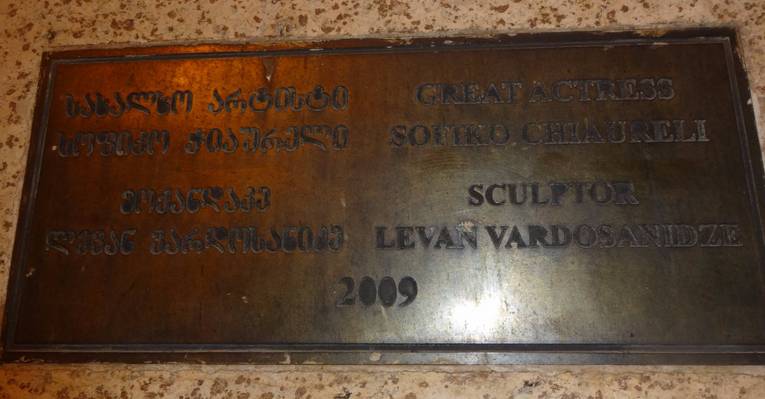 სახალხო არტისტი
სოფიკო ჭიაურელი
მოქანდაკე
ლევან ვარდოსანიძე
GREAT ACTRESS
SOFIKO CHIAURELI
SCULPTOR
LEVAN VARDOSANIDZE
2009